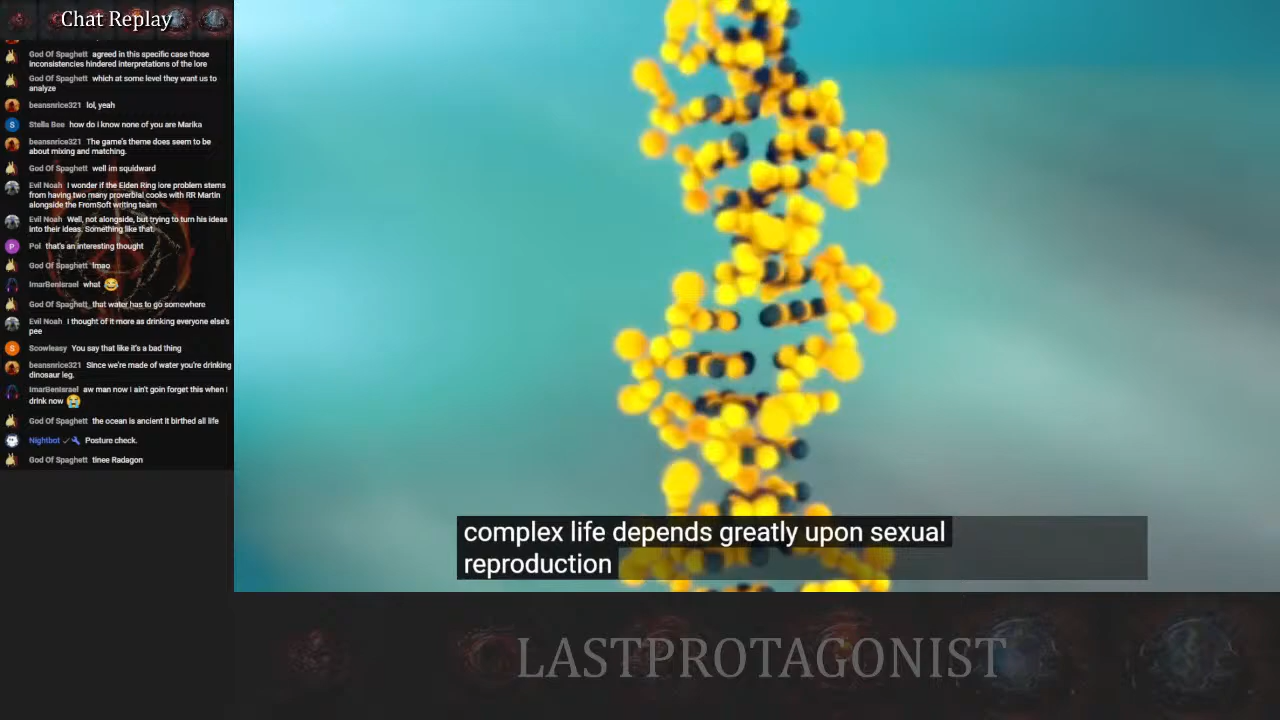 Chat Replay
God Of Spaghett agreed in this specific case those
inconsistencies hindered interpretations of the lore
God Of Spaghett which at some level they want us to
analyze
beansnrice321 lol, yeah
S Stella Bee how do i know none of you are Marika
beansnrice321 The game's theme does seem to be
about mixing and matching.
God Of Spaghett well im squidward
Evil Noah I wonder if the Elden Ring lore problem stems
from having two many proverbial cooks with RR Martin
alongside the FromSoft writing team
Evil Noah Well, not alongside, but trying to turn his ideas
into their ideas. Something like that.
P Pol that's an interesting thought
God Of Spaghett lmao
ImarBenIsrael what 😂
God Of Spaghett that water has to go somewhere
Evil Noah I thought of it more as drinking everyone else's
pee
S Scowleasy You say that like it's a bad thing
beansnrice321 Since we're made of water you're drinking
dinosaur leg.
ImarBenIsrael aw man now I ain't goin forget this when I
drink now 😭
God Of Spaghett the ocean is ancient it birthed all life
Nightbot Posture check.
God Of Spaghett tinee Radagon
complex life depends greatly upon sexual
reproduction
LASTPROTAGONIST